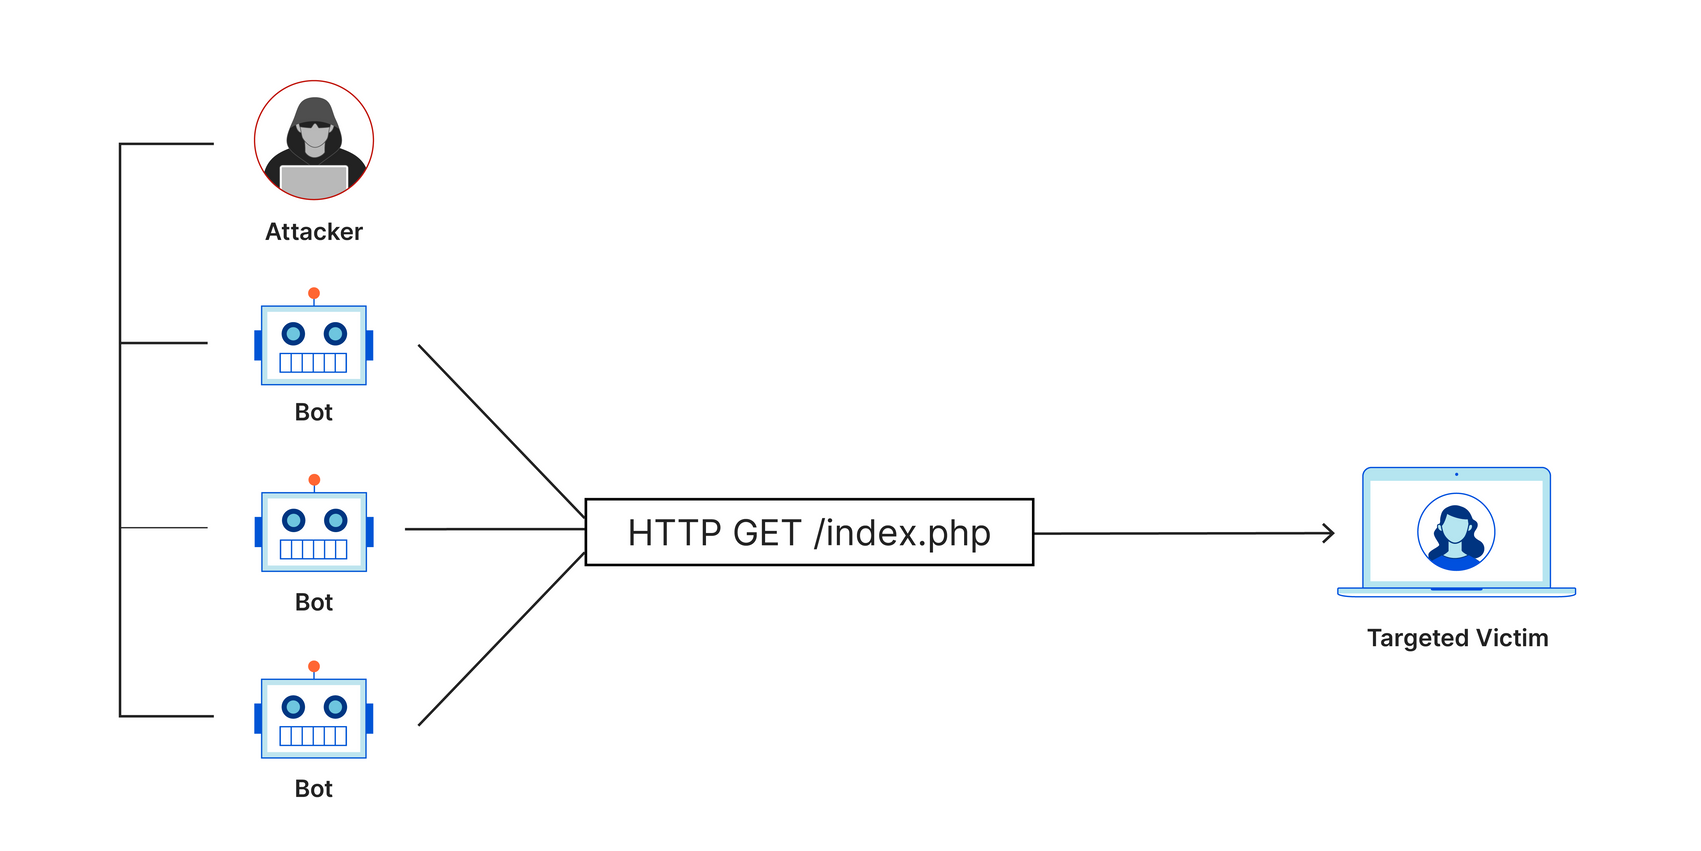 Attacker
Bot
Bot
HTTP GET /index.php
Targeted Victim
Bot